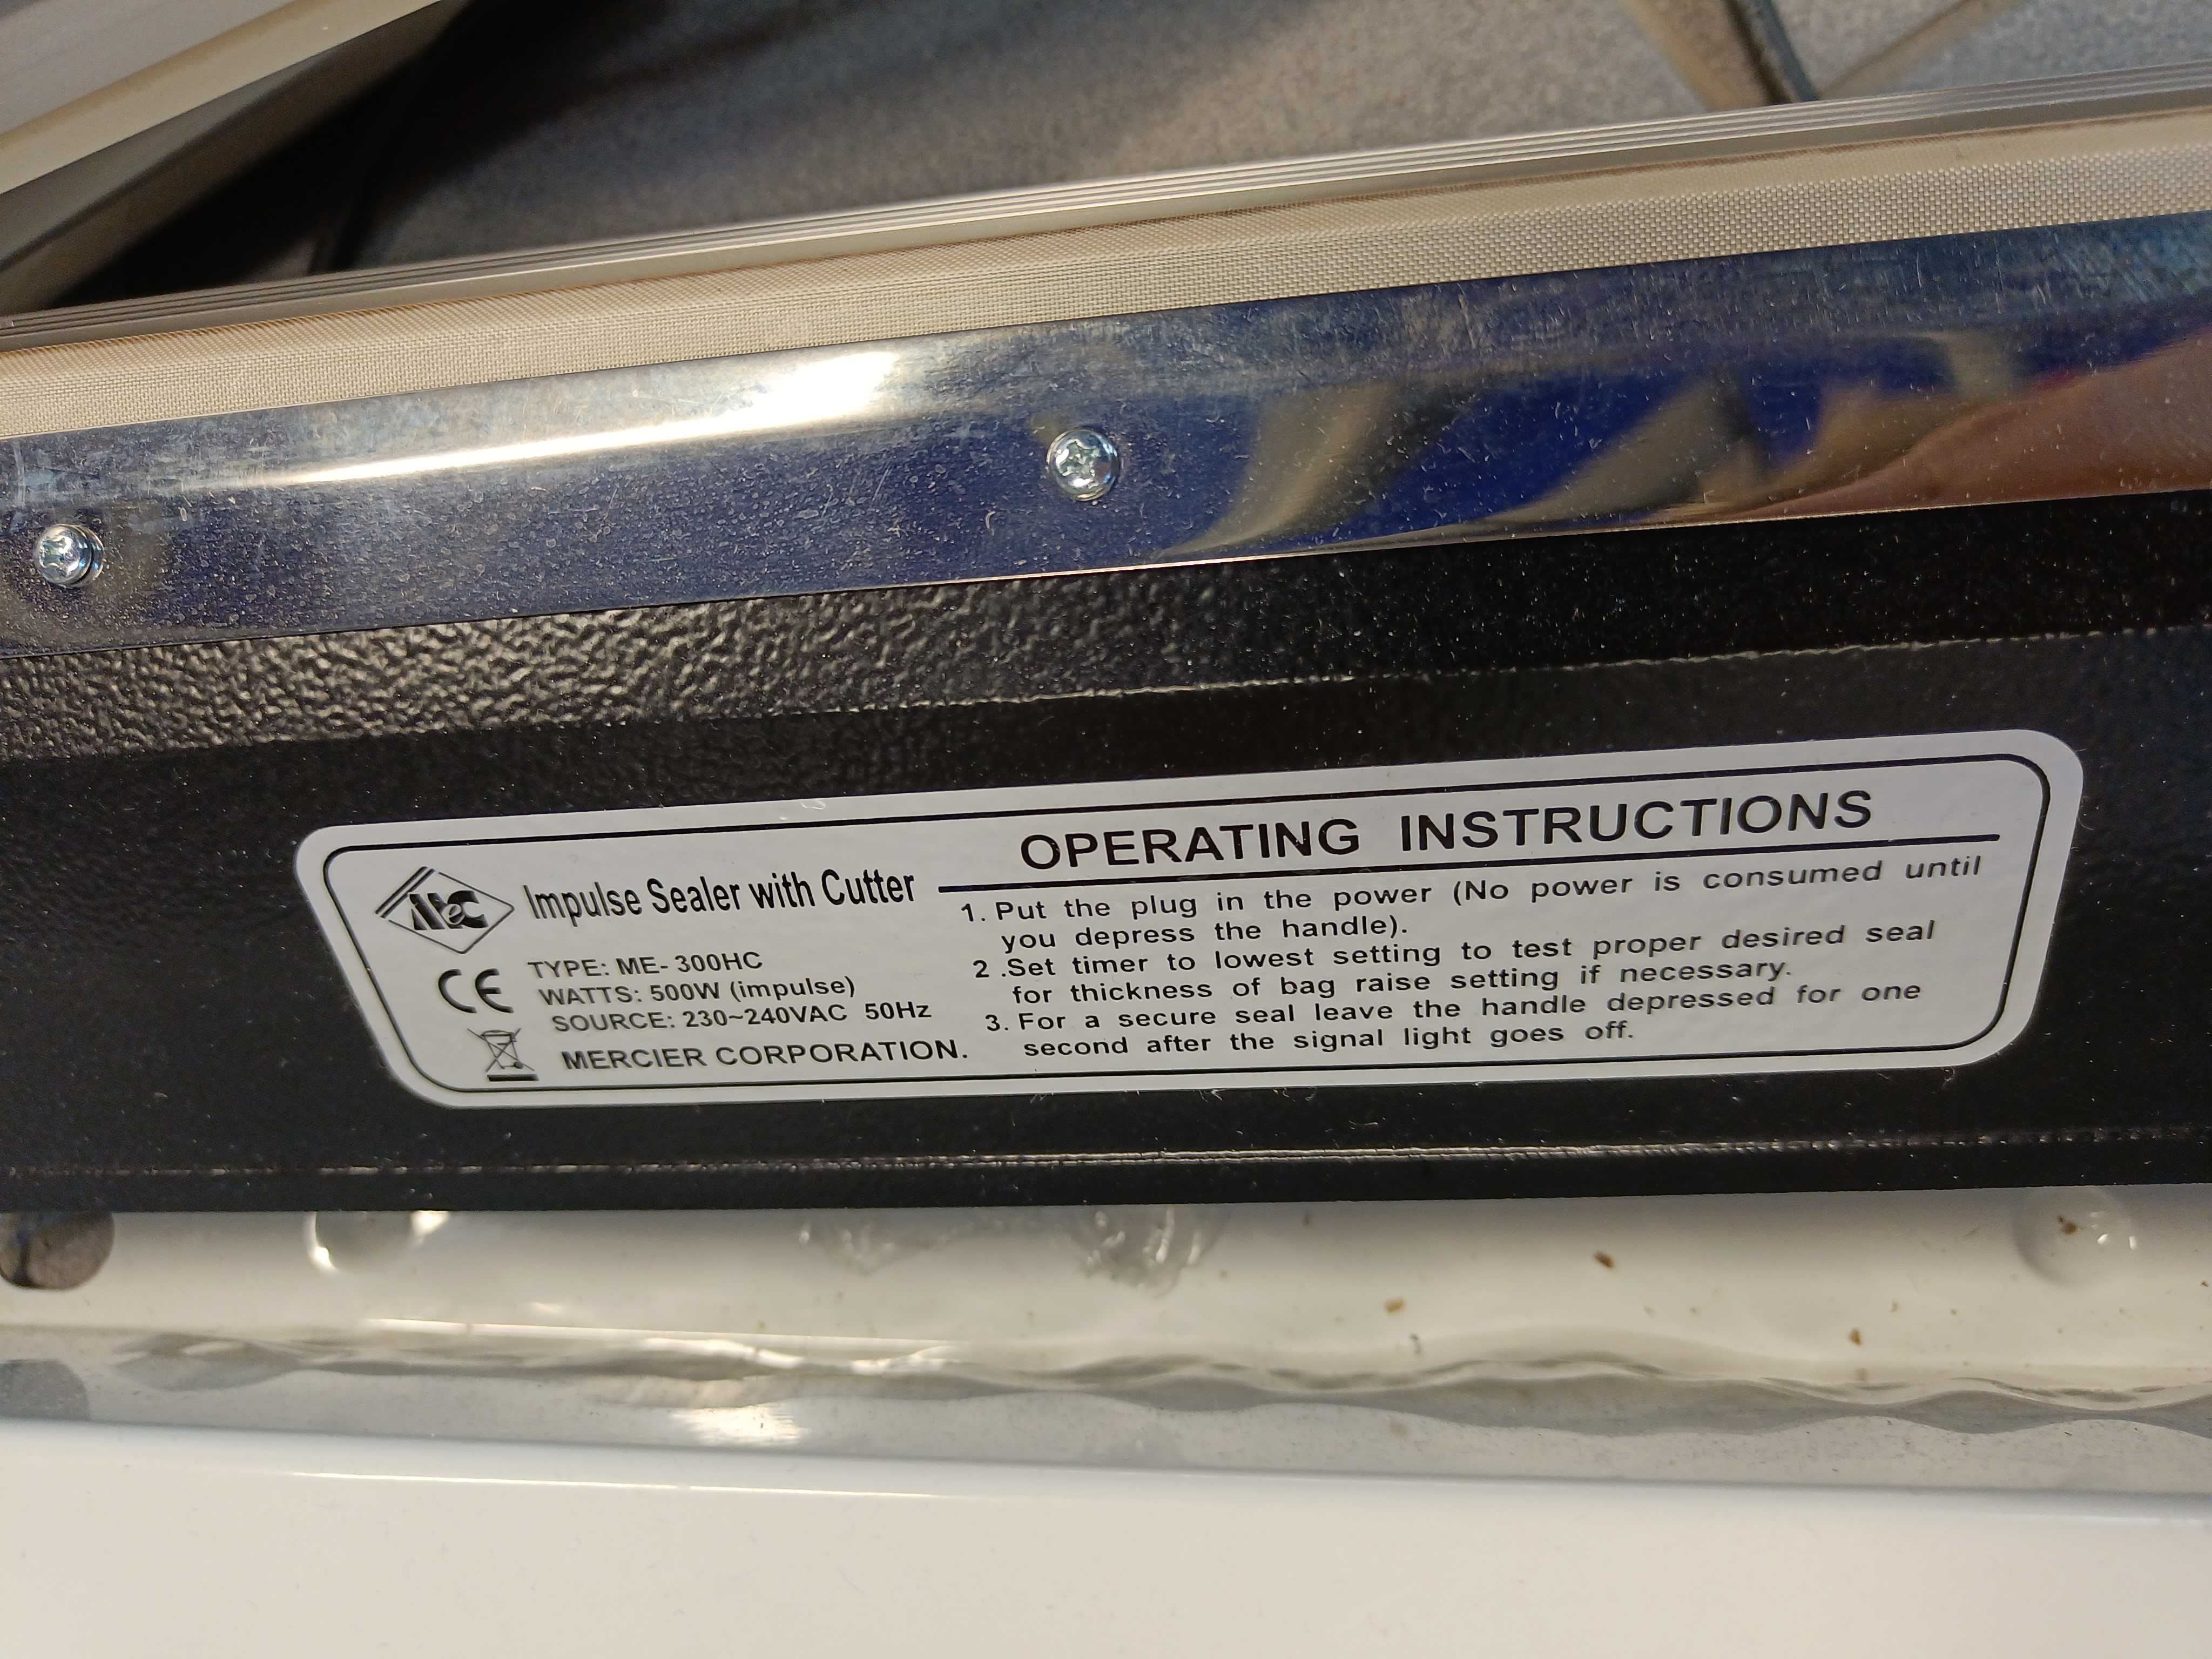 MeC
Impulse Sealer with Cutter
CE
TYPE: ME- 300HC
WATTS: 500W (impulse)
SOURCE: 230~240VAC 50Hz
MERCIER CORPORATION.
OPERATING INSTRUCTIONS
1. Put the plug in the power (No power is consumed until
you depress the handle).
2 .Set timer to lowest setting to test proper desired seal
for thickness of bag raise setting if necessary.
3. For a secure seal leave the handle depressed for one
second after the signal light goes off.